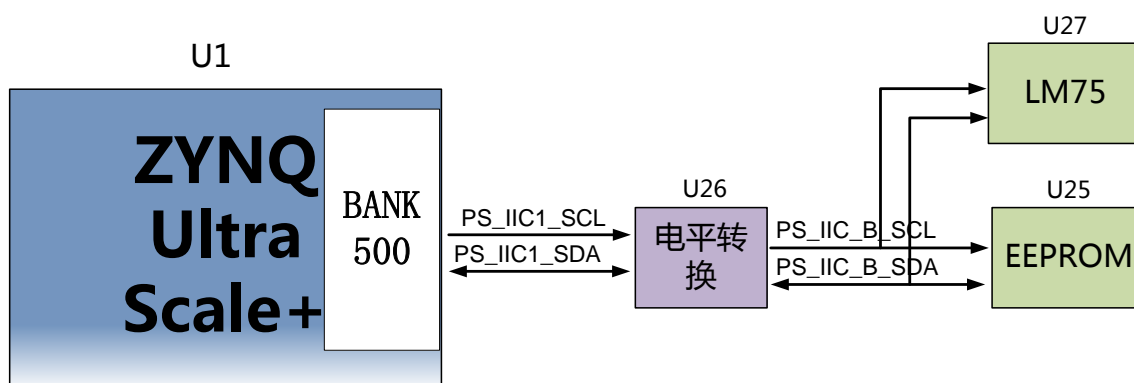 U1
ZYNQ
Ultra
Scale+
BANK
500
PS_IIC1_SCL
PS_IIC1_SDA
U26
电平转
换
PS_IIC_B_SCL
PS_IIC_B_SDA
U27
LM75
U25
EEPROM